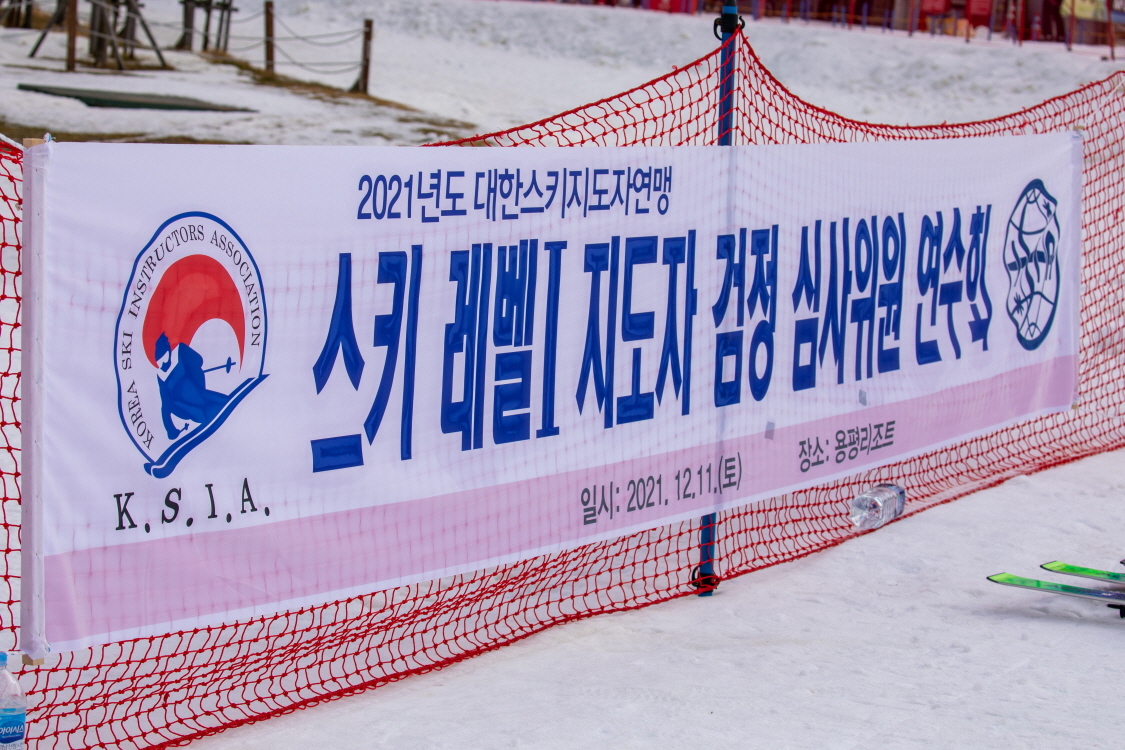 2021년도 대한스키지도자연맹
스키 레벨I 지도자 검정 심사위원 연수회
KOREA SKI INSTRUCTORS ASSOCIATION
K.S.I.A.
일시: 2021. 12.11.(토)
장소: 용평리조트